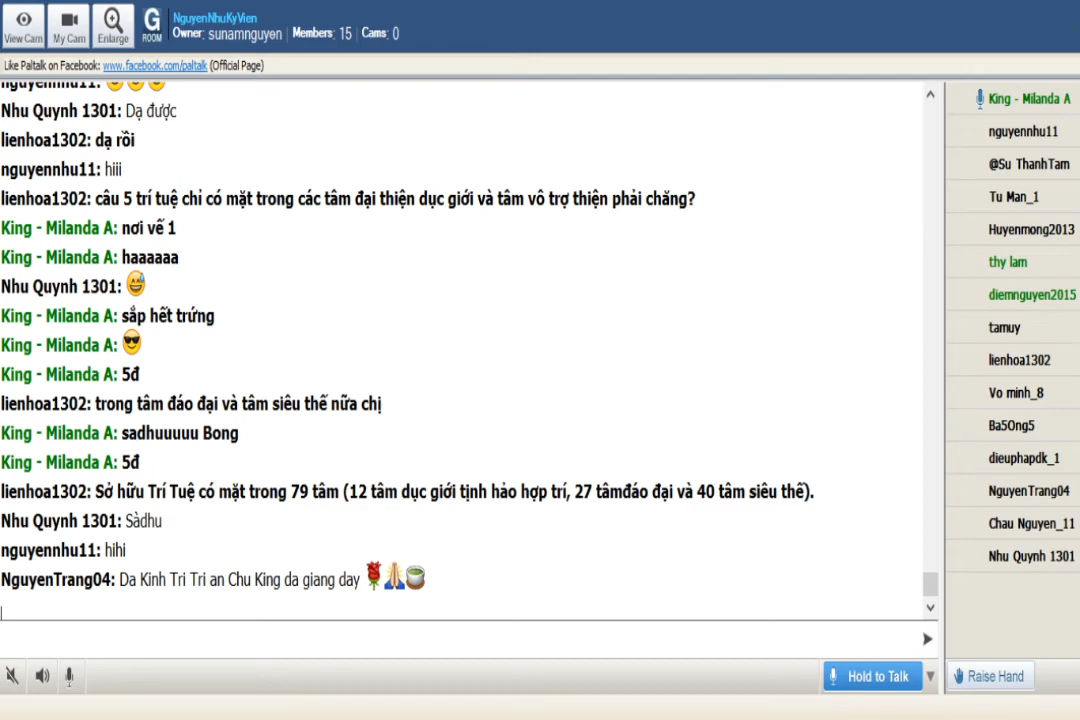 View Cam
My Cam
Enlarge
G
ROOM
NguyenNhuKyVien
Owner: sunamnguyen | Members: 15 | Cams: 0
Like Paltalk on Facebook: www.facebook.com/paltalk (Official Page)
nguyennhu11:
Nhu Quynh 1301: Dạ được
lienhoa1302: dạ rồi
nguyennhu11: hiii
lienhoa1302: câu 5 trí tuệ chỉ có mặt trong các tâm đại thiện dục giới và tâm vô trợ thiện phải chăng?
King - Milanda A: nơi vế 1
King - Milanda A: haaaaaa
Nhu Quynh 1301:
King - Milanda A: sắp hết trứng
King - Milanda A:
King - Milanda A: 5đ
lienhoa1302: trong tâm đáo đại và tâm siêu thế nữa chị
King - Milanda A: sadhuuuuu Bong
King - Milanda A: 5đ
lienhoa1302: Sở hữu Trí Tuệ có mặt trong 79 tâm (12 tâm dục giới tịnh hảo hợp trí, 27 tâmđáo đại và 40 tâm siêu thế).
Nhu Quynh 1301: Sàdhu
nguyennhu11: hihi
NguyenTrang04: Da Kinh Tri Tri an Chu King da giang day
King - Milanda A
nguyennhu11
@Su ThanhTam
Tu Man_1
Huyenmong2013
thy lam
diemnguyen2015
tamuy
lienhoa1302
Vo minh_8
Ba5Ong5
dieuphapdk_1
NguyenTrang04
Chau Nguyen_11
Nhu Quynh 1301
Hold to Talk
Raise Hand